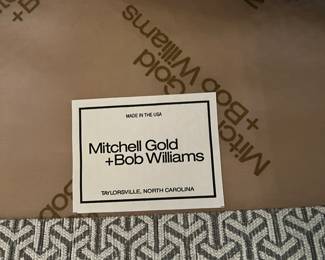 Mitchell Gold
+ Bob Williams
MADE IN THE USA
Mitchell Gold
+Bob Williams
TAYLORSVILLE, NORTH CAROLINA